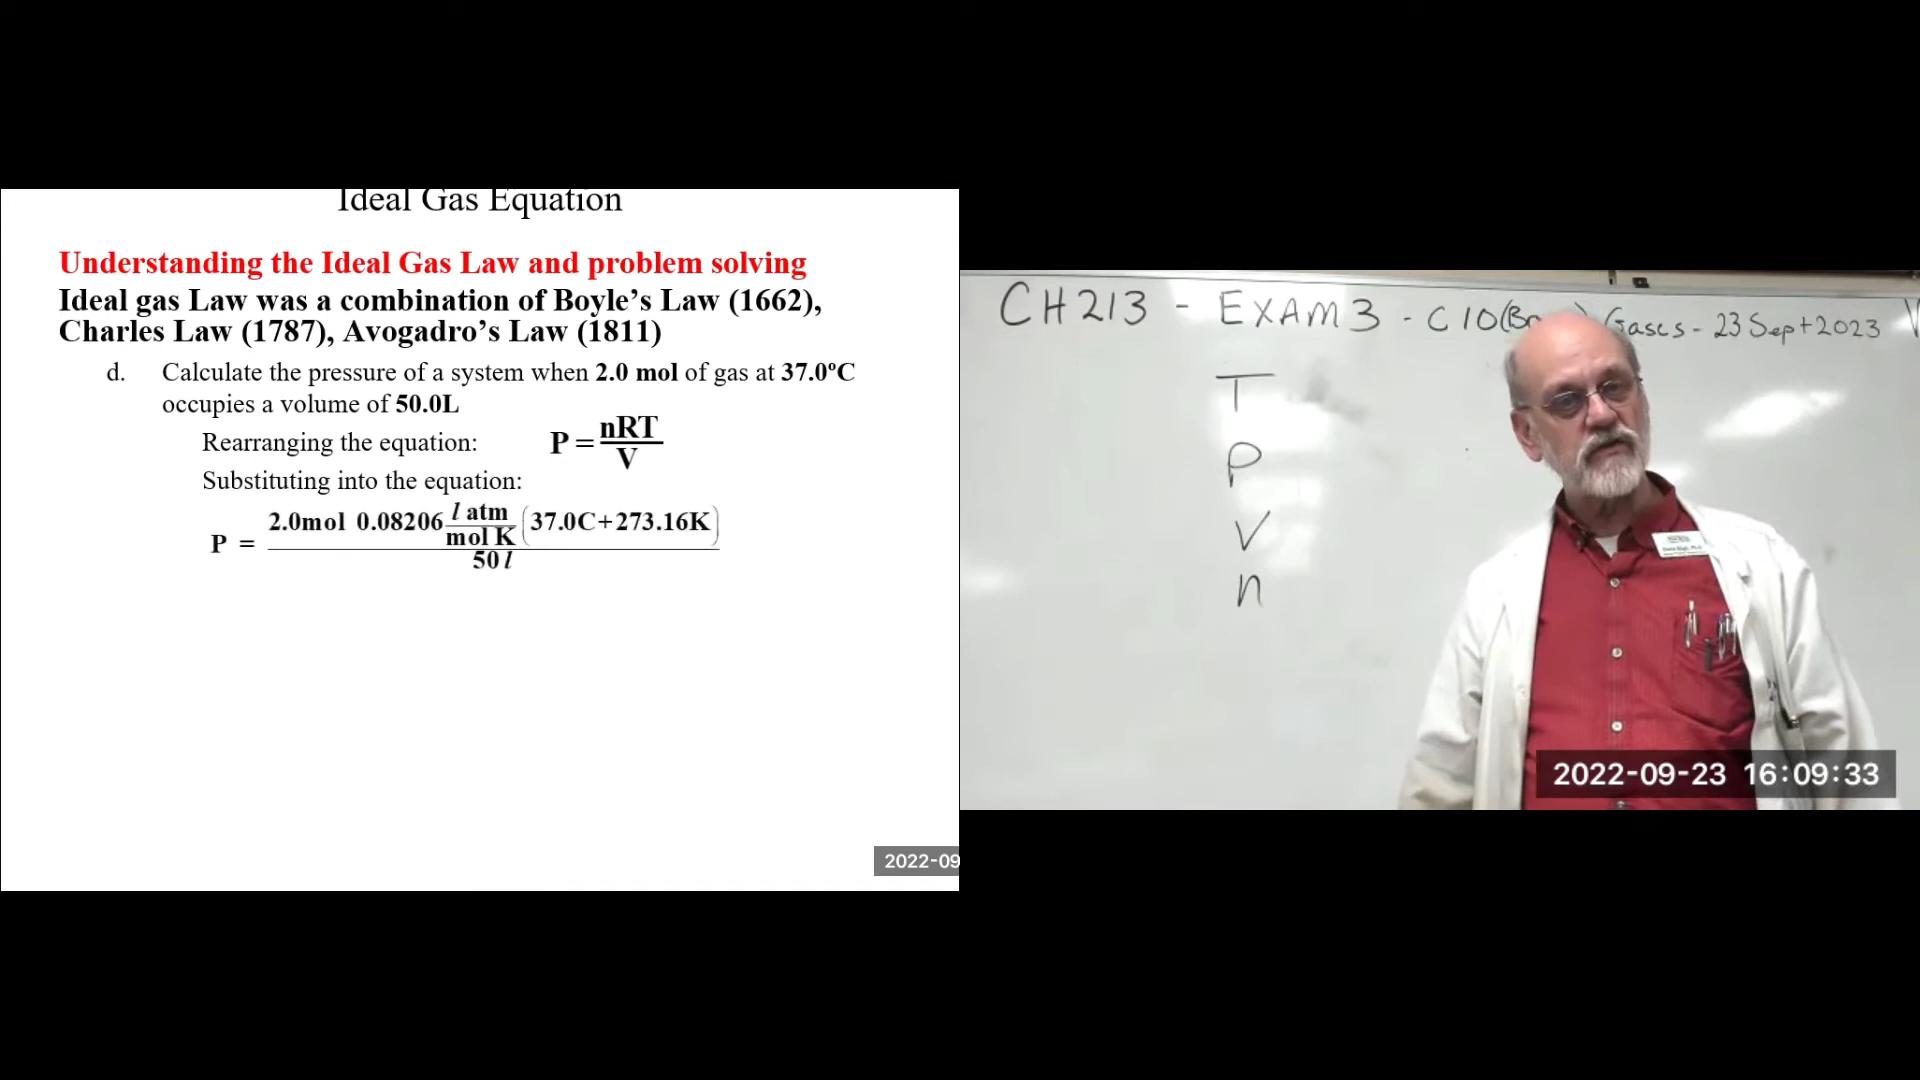 Ideal Gas Equation
Understanding the Ideal Gas Law and problem solving
Ideal gas Law was a combination of Boyle’s Law (1662),
Charles Law (1787), Avogadro’s Law (1811)
d. Calculate the pressure of a system when 2.0 mol of gas at 37.0ºC
occupies a volume of 50.0L
Rearranging the equation: P = nRT / V
Substituting into the equation:
P = 2.0mol 0.08206 l atm / mol K (37.0C+273.16K) / 50 l
2022-09
CH213 - EXAM 3 - C10 Gases - 23 Sept 2023
T
P
V
n
2022-09-23 16:09:33